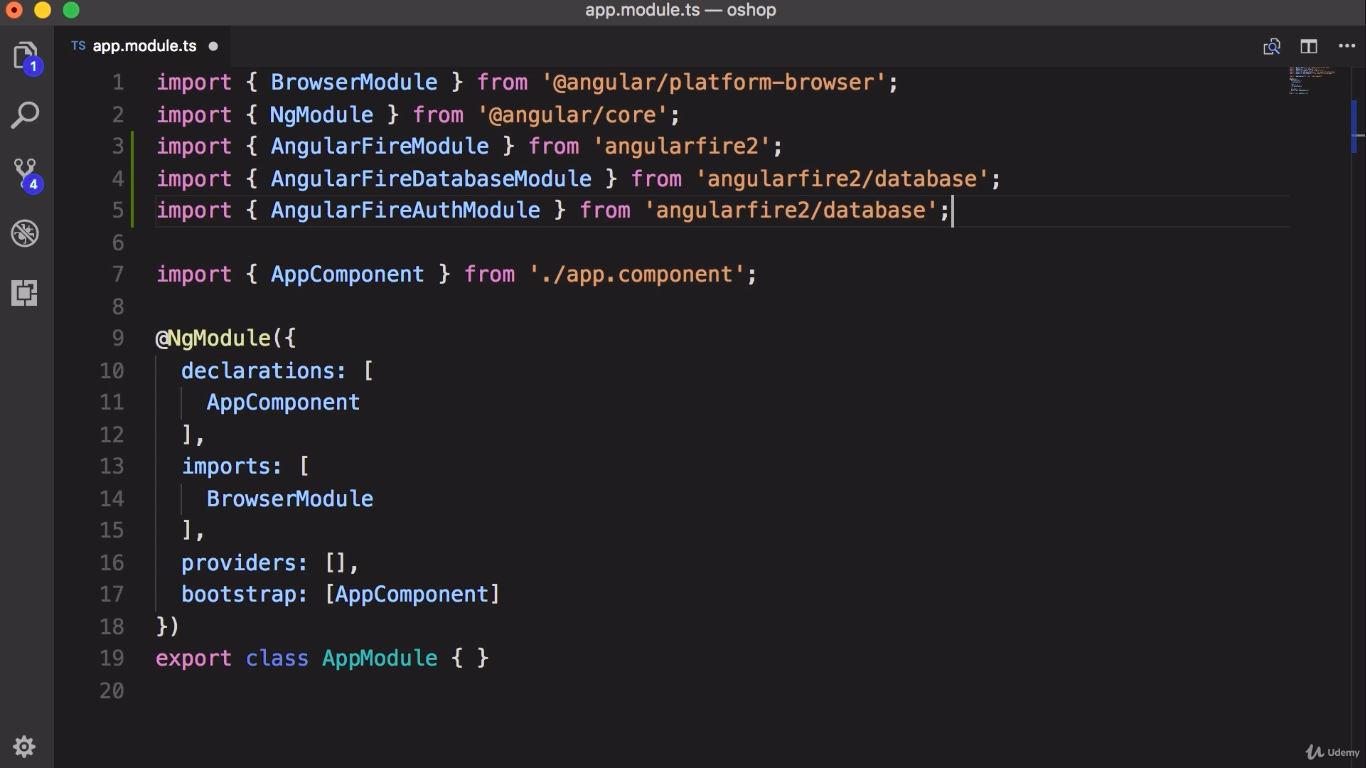 app.module.ts — oshop
TS app.module.ts
1 import { BrowserModule } from '@angular/platform-browser';
2 import { NgModule } from '@angular/core';
3 import { AngularFireModule } from 'angularfire2';
4 import { AngularFireDatabaseModule } from 'angularfire2/database';
5 import { AngularFireAuthModule } from 'angularfire2/database';
6
7 import { AppComponent } from './app.component';
8
9 @NgModule({
10 declarations: [
11 AppComponent
12 ],
13 imports: [
14 BrowserModule
15 ],
16 providers: [],
17 bootstrap: [AppComponent]
18 })
19 export class AppModule { }
20
1
4
Udemy